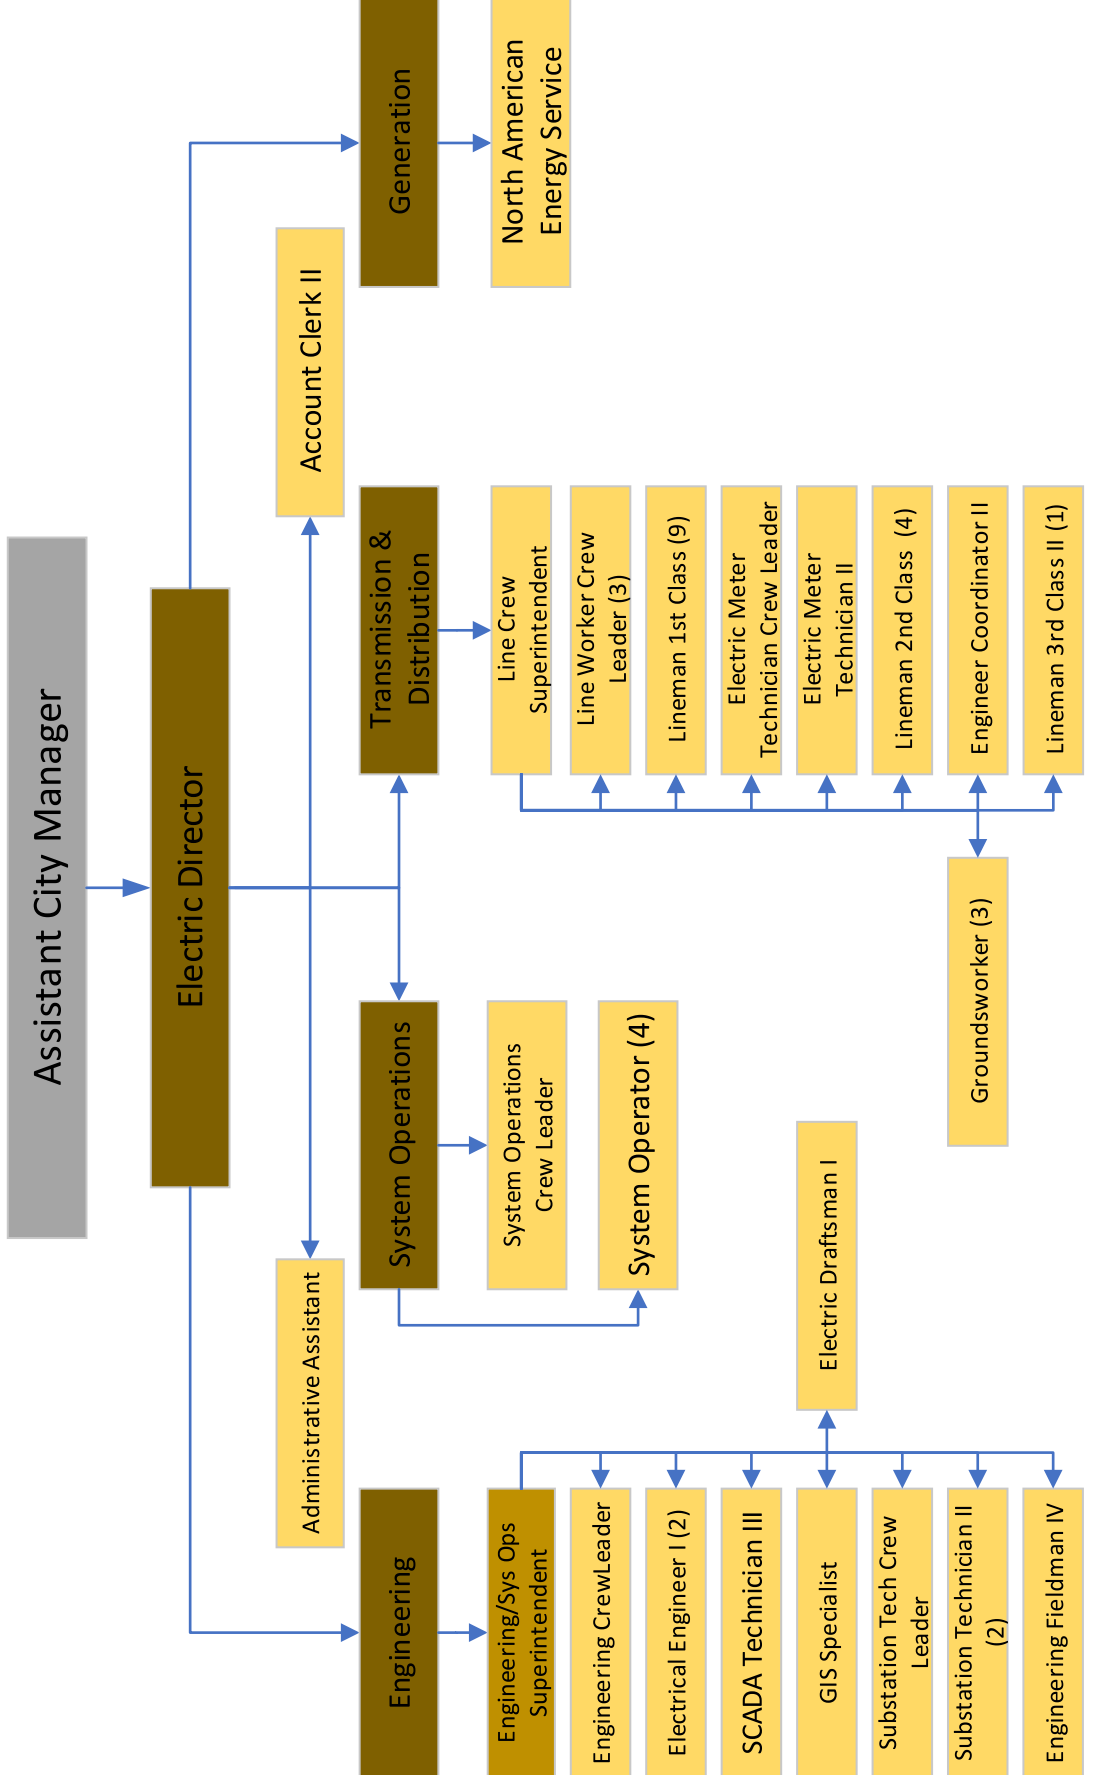 Assistant City Manager
Electric Director
Administrative Assistant
Account Clerk II
Engineering
System Operations
Transmission &
Distribution
Generation
Engineering/Sys Ops
Superintendent
Engineering CrewLeader
Electrical Engineer I (2)
SCADA Technician III
GIS Specialist
Substation Tech Crew
Leader
Substation Technician II
(2)
Engineering Fieldman IV
Electric Draftsman I
System Operations
Crew Leader
System Operator (4)
Line Crew
Superintendent
Line Worker Crew
Leader (3)
Lineman 1st Class (9)
Electric Meter
Technician Crew Leader
Electric Meter
Technician II
Lineman 2nd Class  (4)
Engineer Coordinator II
Lineman 3rd Class II (1)
Groundsworker (3)
North American
Energy Service